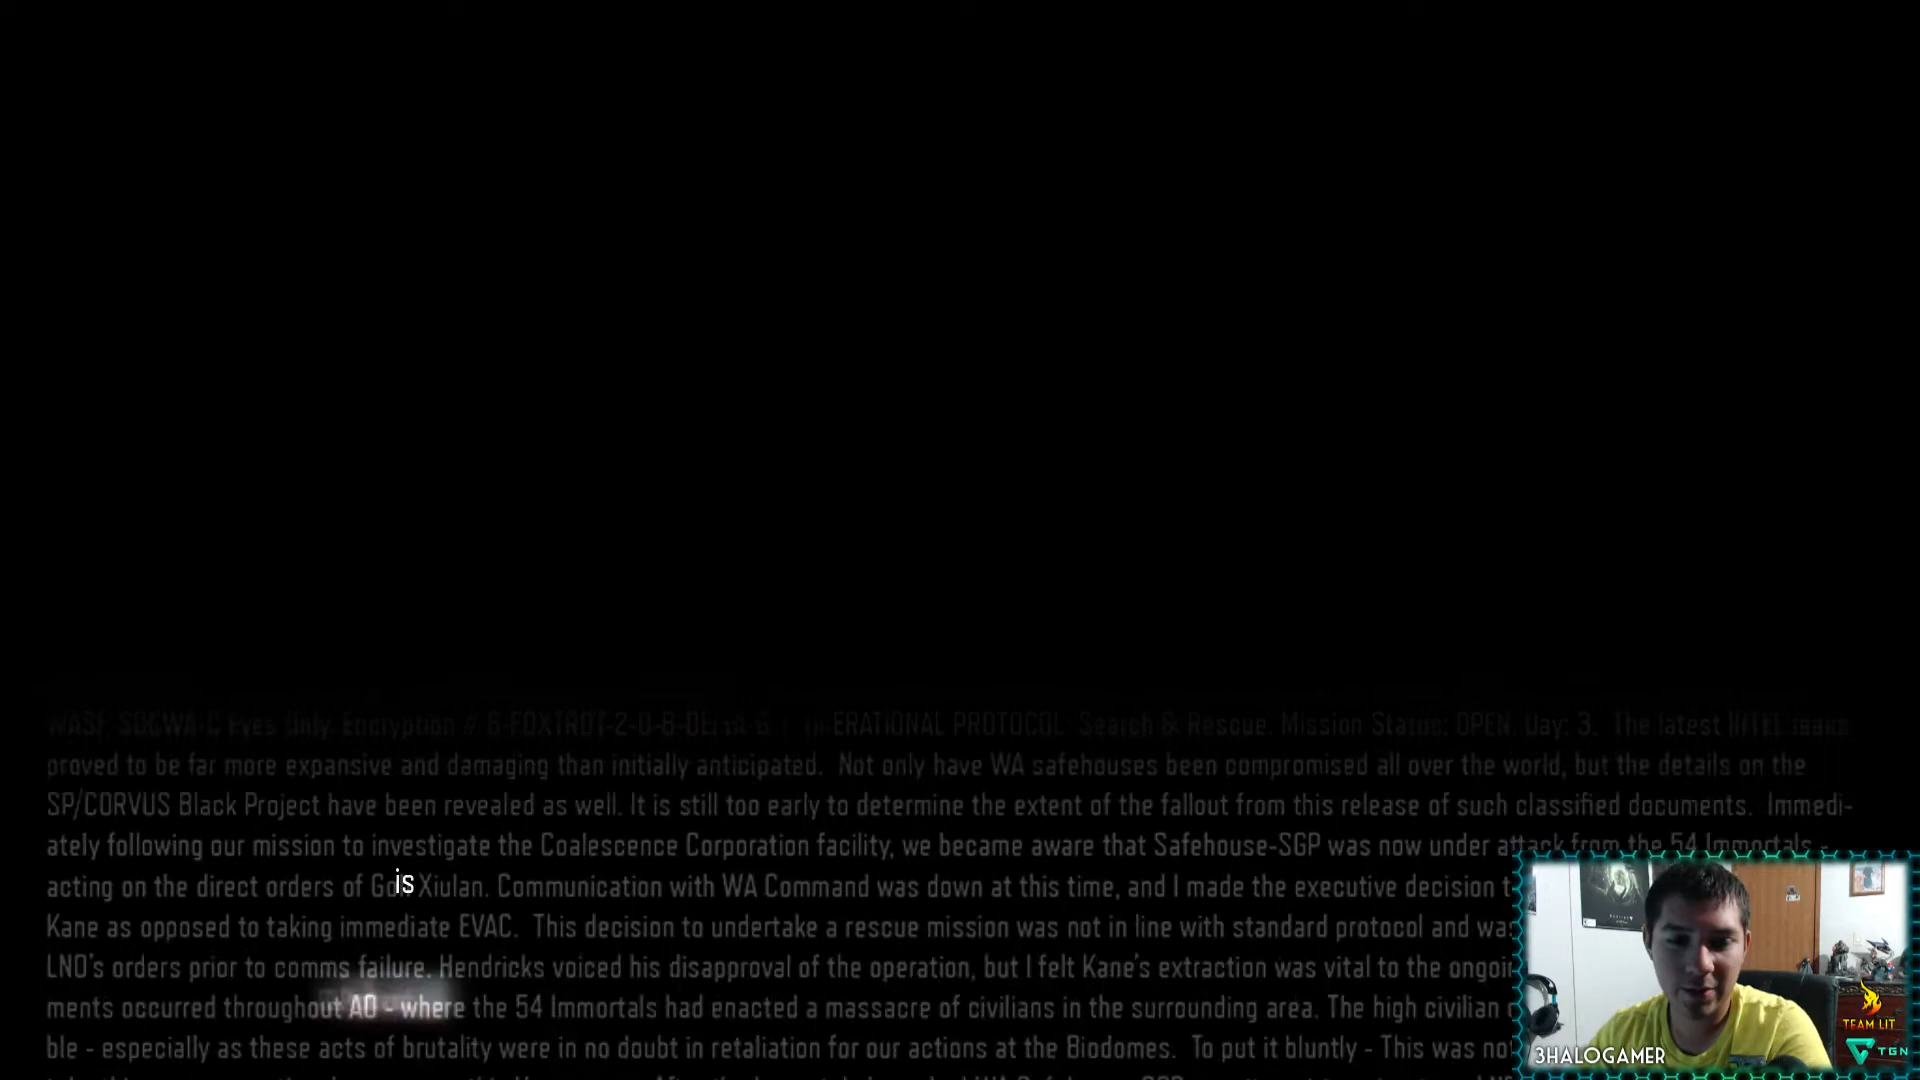 WASF, SOCWA-C Eyes Only. Encryption // 6-FOXTROT-2-0-8-DELTA-6 ERATIONAL PROTOCOL: Search & Rescue. Mission Status: OPEN. Day: 3. The latest INTEL leaks
proved to be far more expansive and damaging than initially anticipated. Not only have WA safehouses been compromised all over the world, but the details on the
SP/CORVUS Black Project have been revealed as well. It is still too early to determine the extent of the fallout from this release of such classified documents. Immedi-
ately following our mission to investigate the Coalescence Corporation facility, we became aware that Safehouse-SGP was now under attack from the 54 Immortals -
acting on the direct orders of Xiulan. Communication with WA Command was down at this time, and I made the executive decision
is
Kane as opposed to taking immediate EVAC. This decision to undertake a rescue mission was not in line with standard protocol and
LNO's orders prior to comms failure. Hendricks voiced his disapproval of the operation, but I felt Kane's extraction was vital to the
ments occurred throughout AO - where the 54 Immortals had enacted a massacre of civilians in the surrounding area. The high civilian
ble - especially as these acts of brutality were in no doubt in retaliation for our actions at the Biodomes. To put it bluntly - This was
3HALOGAMER
TEAM LIT
TGN